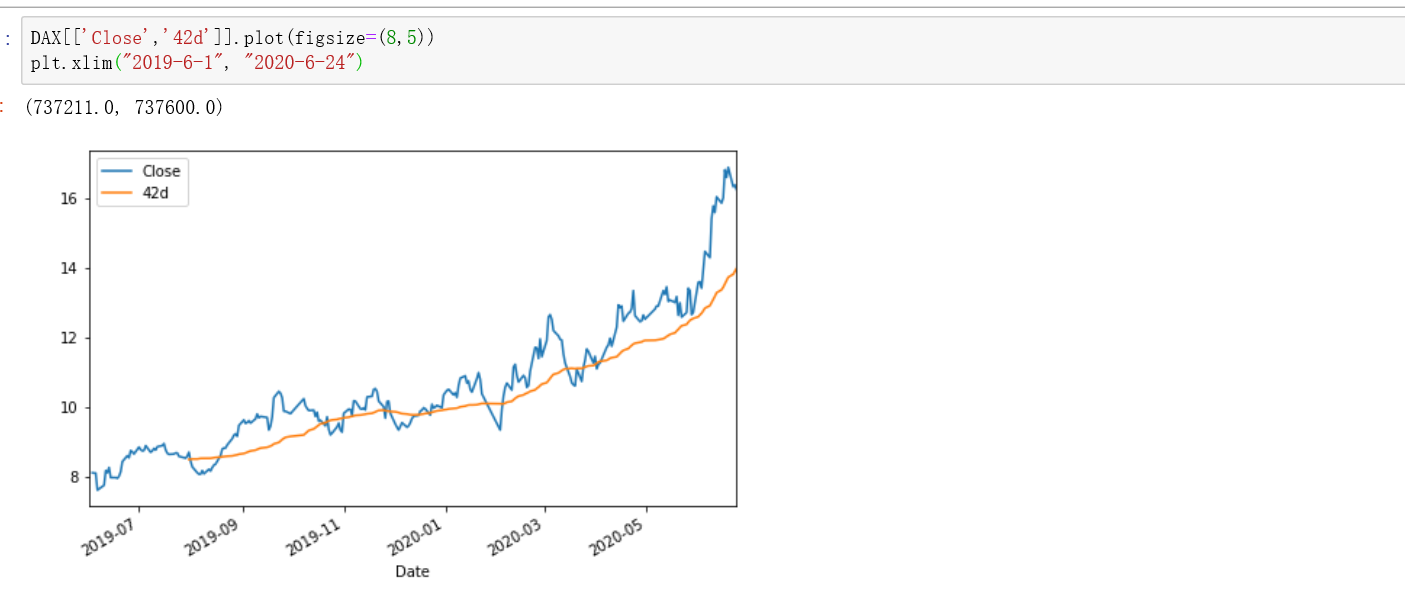 : DAX[['Close','42d']].plot(figsize=(8,5))
plt.xlim("2019-6-1", "2020-6-24")
: (737211.0, 737600.0)
Close
42d
16
14
12
10
8
2019-07
2019-09
2019-11
2020-01
2020-03
2020-05
Date